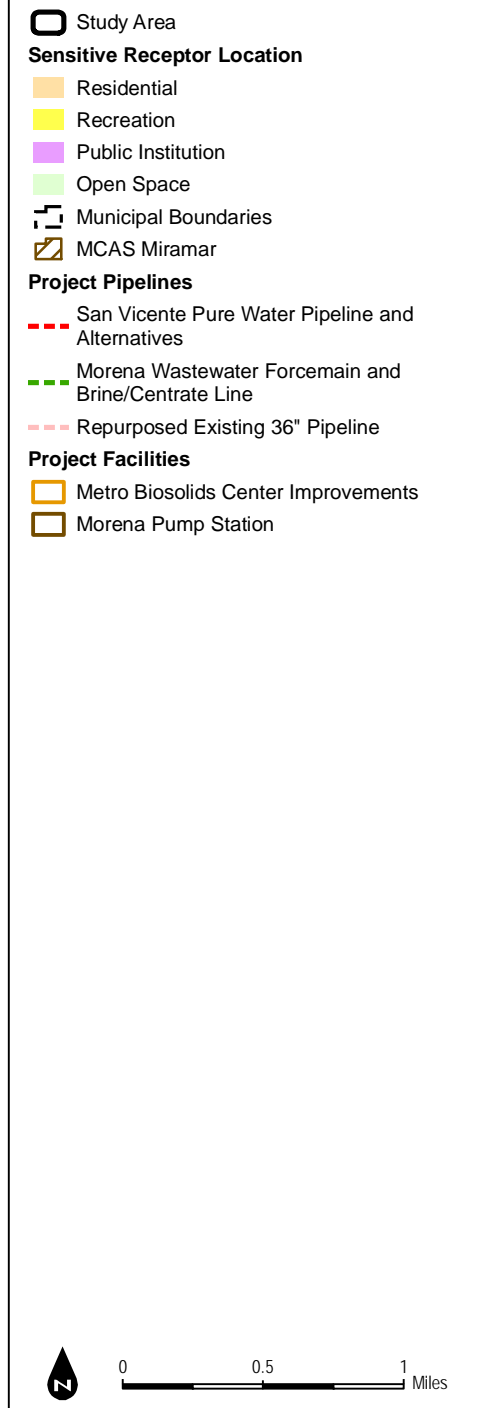 Study Area
Sensitive Receptor Location
Residential
Recreation
Public Institution
Open Space
Municipal Boundaries
MCAS Miramar
Project Pipelines
San Vicente Pure Water Pipeline and
Alternatives
Morena Wastewater Forcemain and
Brine/Centrate Line
Repurposed Existing 36" Pipeline
Project Facilities
Metro Biosolids Center Improvements
Morena Pump Station
N
0 0.5 1
Miles